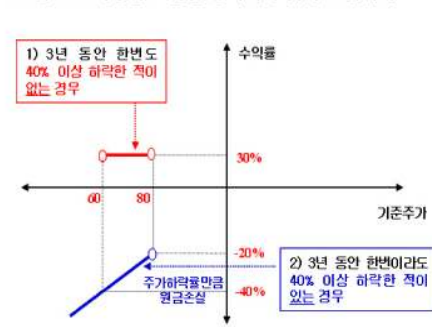 1) 3년 동안 한번도
40% 이상 하락한 적이
없는 경우
수익률
30%
60
80
기준주가
-20%
주가하락율만큼
원금손실
-40%
2) 3년 동안 한번이라도
40% 이상 하락한 적이
있는 경우